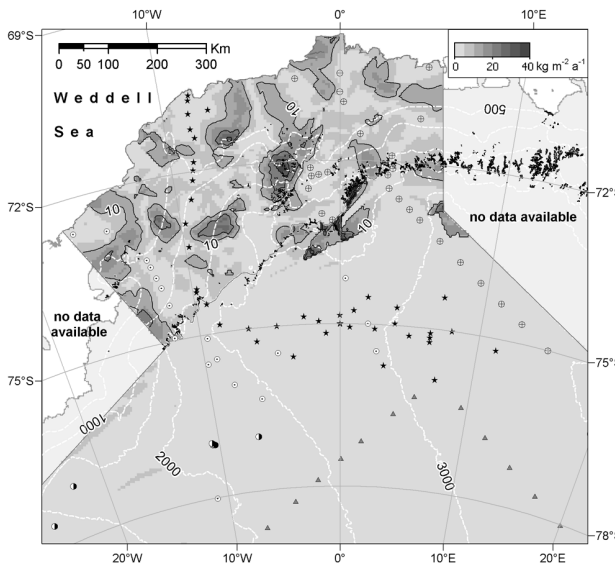 10°W 0° 10°E
69°S
0 50 100 200 300 Km
0 20 40 kg m-2 a-1
Weddell
Sea
500
10
72°S
10
10
10
72°S
no data available
no data
available
75°S
75°S
1000
2000
3000
78°S
20°W 10°W 0° 10°E 20°E